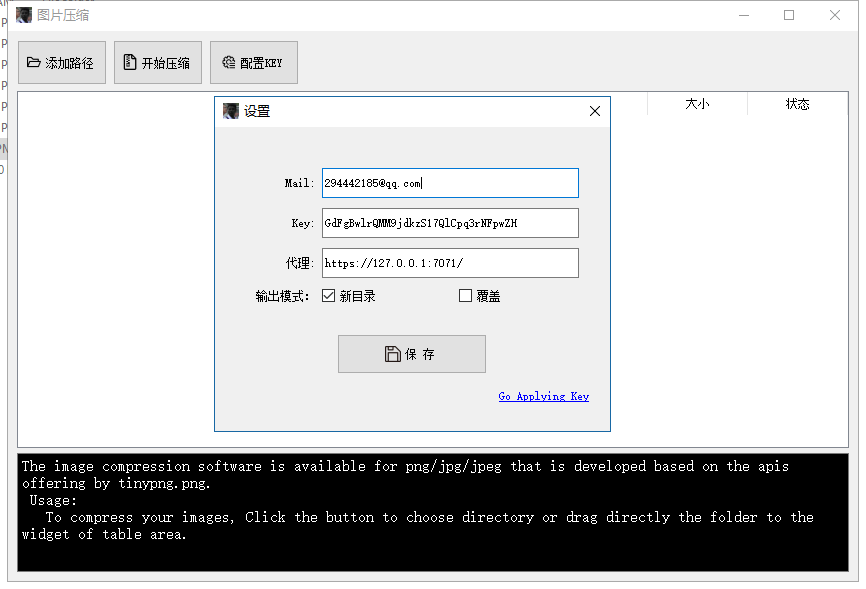 图片压缩
添加路径
开始压缩
配置KEY
大小
状态
设置
Mail:
294442185@qq.com
Key:
GdFgBwlrQMM9jdkzS17QlCpq3rNFpwZH
代理:
https://127.0.0.1:7071/
输出模式:
新目录
覆盖
保 存
Go Applying Key
The image compression software is available for png/jpg/jpeg that is developed based on the apis
offering by tinypng.png.
Usage:
To compress your images, Click the button to choose directory or drag directly the folder to the
widget of table area.